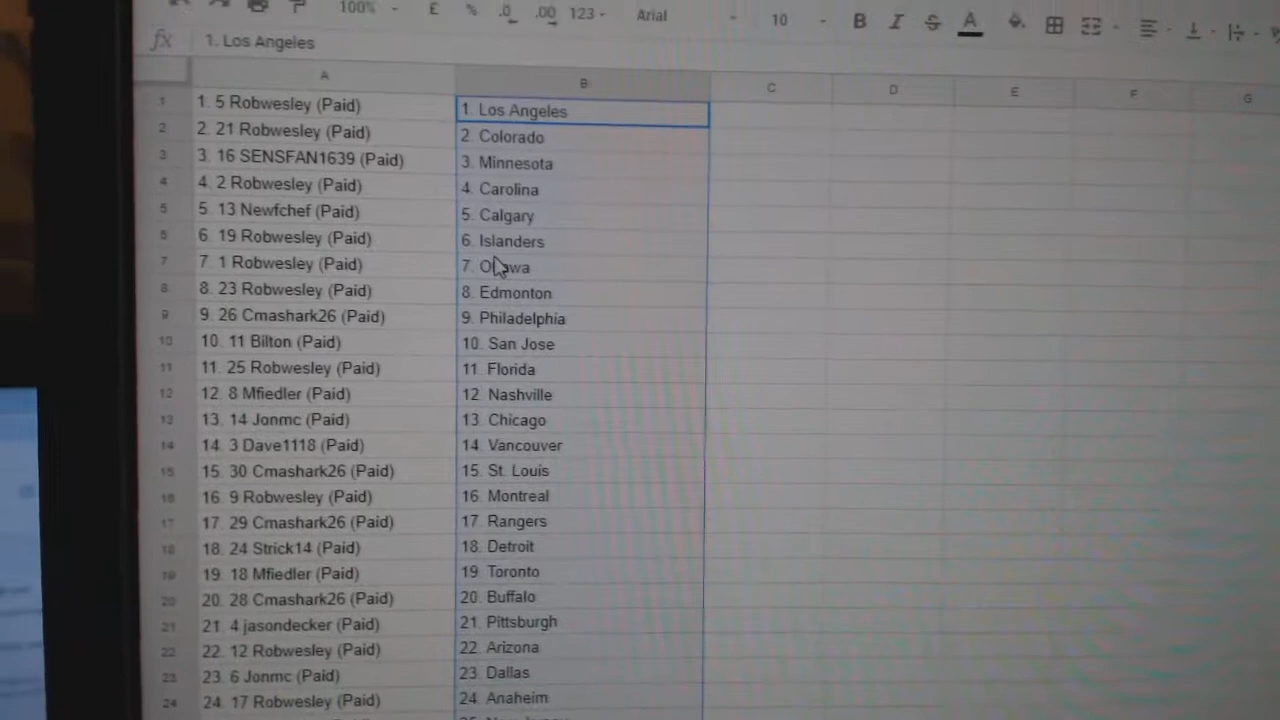 100% £ % .0 .00 123 Arial 10 B I S A
fx 1. Los Angeles
A B C D E F G
1 1. 5 Robwesley (Paid) 1. Los Angeles
2 2. 21 Robwesley (Paid) 2. Colorado
3 3. 16 SENSFAN1639 (Paid) 3. Minnesota
4 4. 2 Robwesley (Paid) 4. Carolina
5 5. 13 Newfchef (Paid) 5. Calgary
6 6. 19 Robwesley (Paid) 6. Islanders
7 7. 1 Robwesley (Paid) 7.
8 8. 23 Robwesley (Paid) 8. Edmonton
9 9. 26 Cmashark26 (Paid) 9. Philadelphia
10 10. 11 Bilton (Paid) 10. San Jose
11 11. 25 Robwesley (Paid) 11. Florida
12 12. 8 Mfiedler (Paid) 12. Nashville
13 13. 14 Jonmc (Paid) 13. Chicago
14 14. 3 Dave1118 (Paid) 14. Vancouver
15 15. 30 Cmashark26 (Paid) 15. St. Louis
16 16. 9 Robwesley (Paid) 16. Montreal
17 17. 29 Cmashark26 (Paid) 17. Rangers
18 18. 24 Strick14 (Paid) 18. Detroit
19 19. 18 Mfiedler (Paid) 19. Toronto
20 20. 28 Cmashark26 (Paid) 20. Buffalo
21 21. 4 jasondecker (Paid) 21. Pittsburgh
22 22. 12 Robwesley (Paid) 22. Arizona
23 23. 6 Jonmc (Paid) 23. Dallas
24 24. 17 Robwesley (Paid) 24. Anaheim